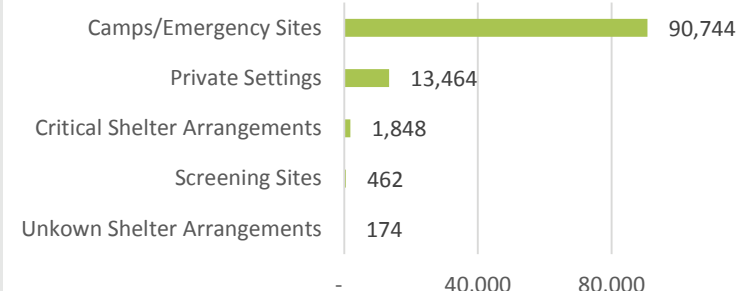 Camps/Emergency Sites 90,744
Private Settings 13,464
Critical Shelter Arrangements 1,848
Screening Sites 462
Unkown Shelter Arrangements 174
- 40,000 80,000